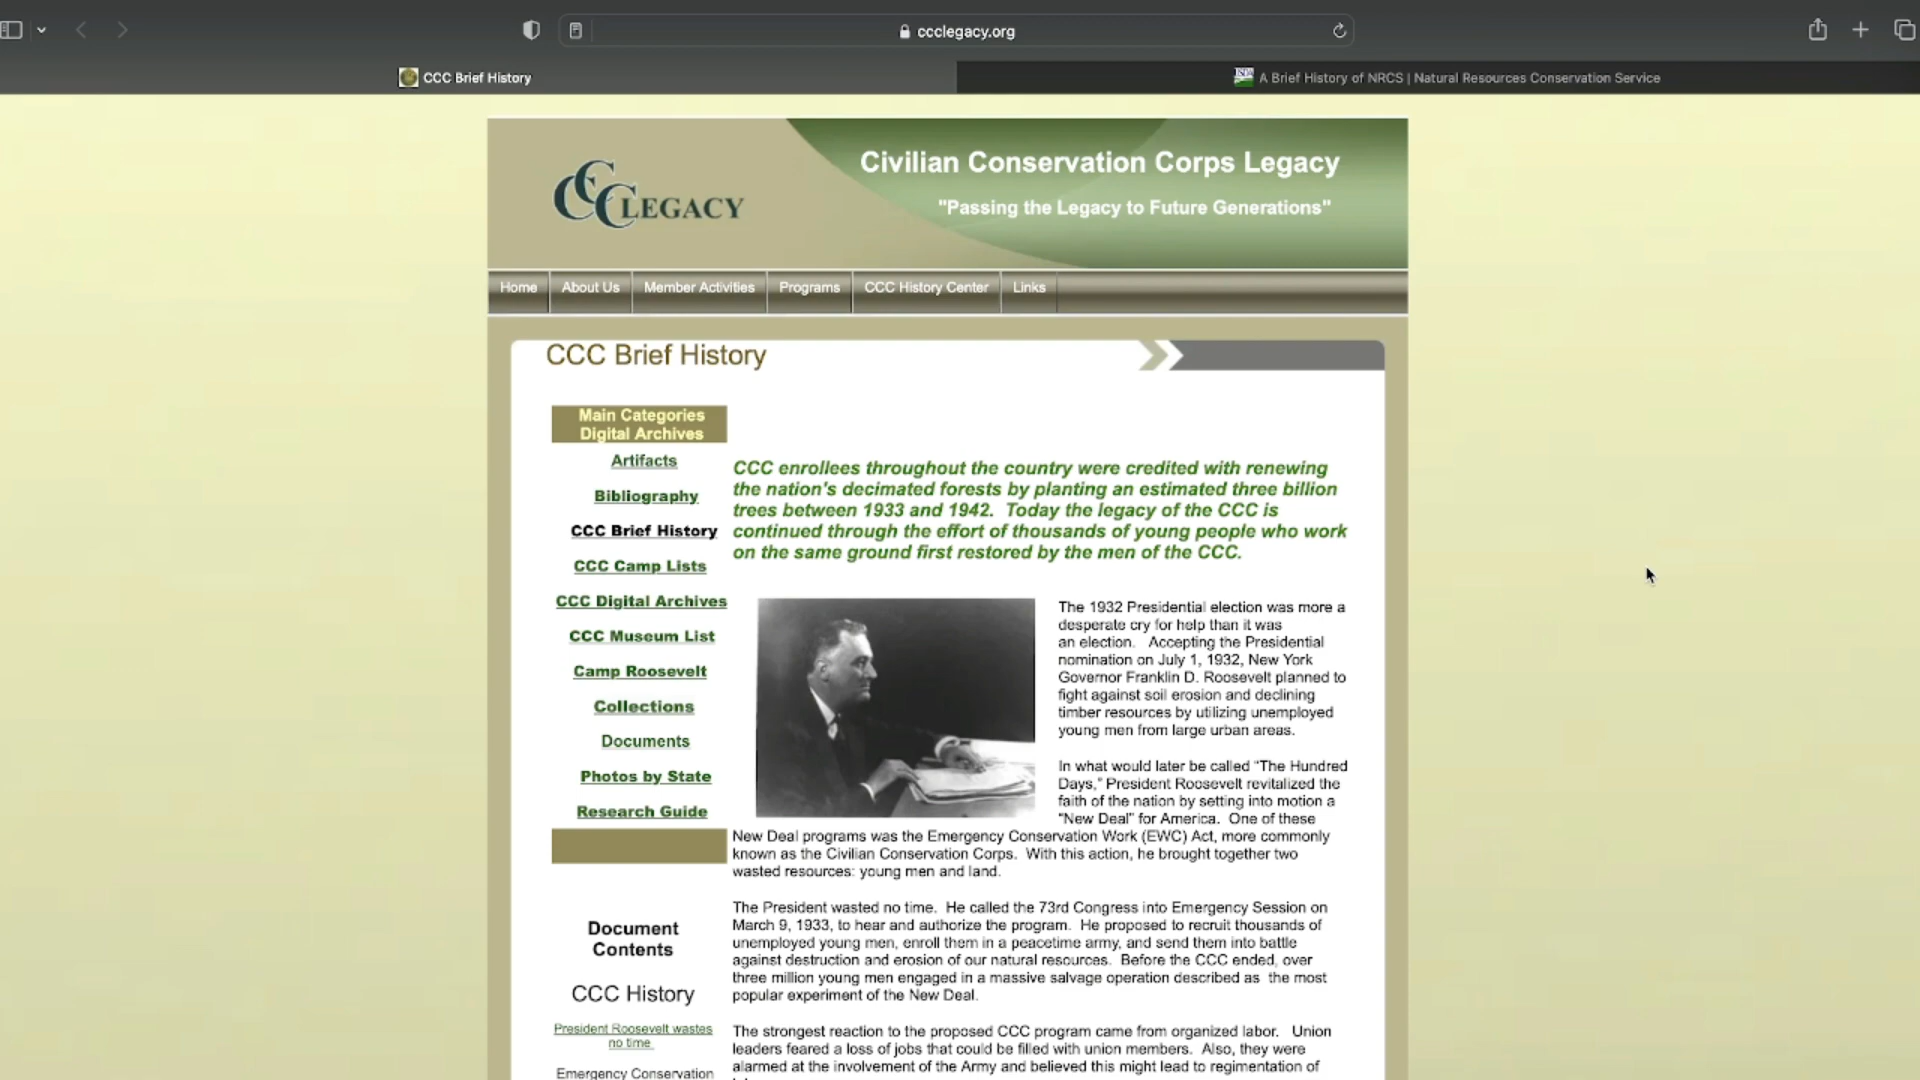 ccclegacy.org
CCC Brief History
A Brief History of NRCS | Natural Resources Conservation Service
CCC LEGACY
Civilian Conservation Corps Legacy
"Passing the Legacy to Future Generations"
Home
About Us
Member Activities
Programs
CCC History Center
Links
CCC Brief History
Main Categories
Digital Archives
Artifacts
Bibliography
CCC Brief History
CCC Camp Lists
CCC Digital Archives
CCC Museum List
Camp Roosevelt
Collections
Documents
Photos by State
Research Guide
Document
Contents
CCC History
President Roosevelt wastes
no time
Emergency Conservation
CCC enrollees throughout the country were credited with renewing
the nation's decimated forests by planting an estimated three billion
trees between 1933 and 1942.  Today the legacy of the CCC is
continued through the effort of thousands of young people who work
on the same ground first restored by the men of the CCC.
The 1932 Presidential election was more a
desperate cry for help than it was
an election.   Accepting the Presidential
nomination on July 1, 1932, New York
Governor Franklin D. Roosevelt planned to
fight against soil erosion and declining
timber resources by utilizing unemployed
young men from large urban areas.
In what would later be called "The Hundred
Days," President Roosevelt revitalized the
faith of the nation by setting into motion a
"New Deal" for America.  One of these
New Deal programs was the Emergency Conservation Work (EWC) Act, more commonly
known as the Civilian Conservation Corps.  With this action, he brought together two
wasted resources: young men and land.
The President wasted no time.  He called the 73rd Congress into Emergency Session on
March 9, 1933, to hear and authorize the program.  He proposed to recruit thousands of
unemployed young men, enroll them in a peacetime army, and send them into battle
against destruction and erosion of our natural resources.  Before the CCC ended, over
three million young men engaged in a massive salvage operation described as  the most
popular experiment of the New Deal.
The strongest reaction to the proposed CCC program came from organized labor.   Union
leaders feared a loss of jobs that could be filled with union members.  Also, they were
alarmed at the involvement of the Army and believed this might lead to regimentation of